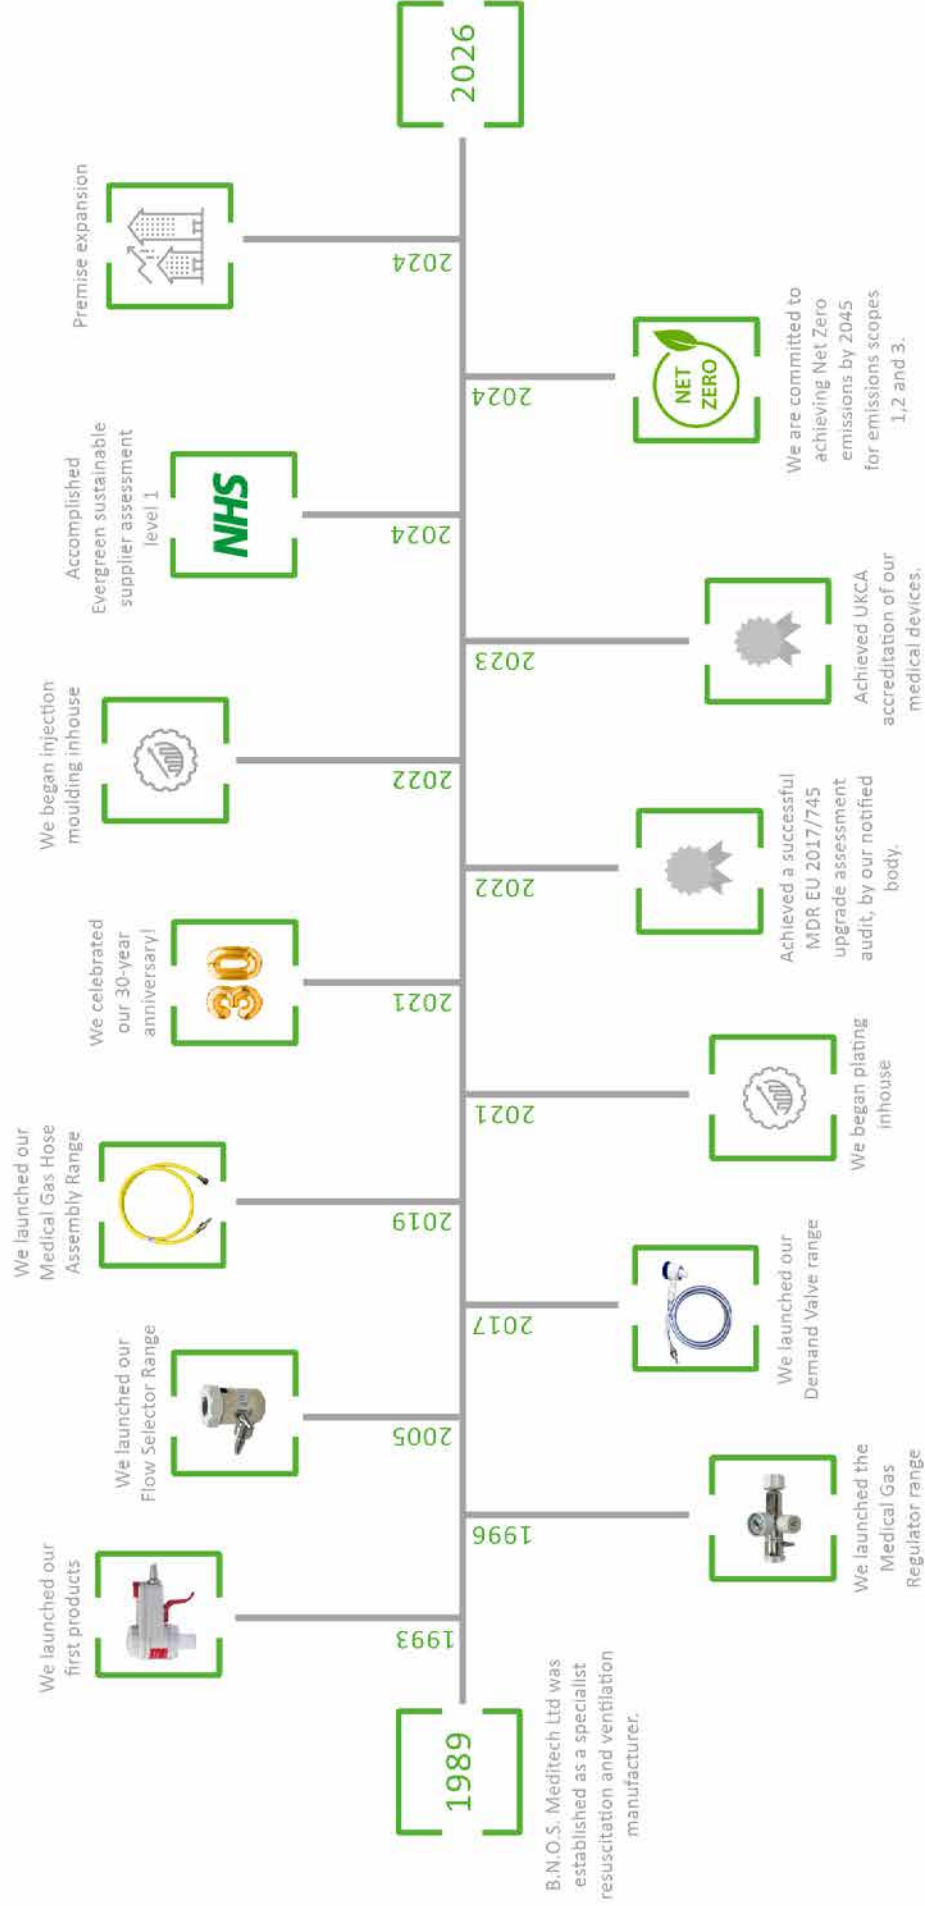 1989
B.N.O.S. Meditech Ltd was
established as a specialist
resuscitation and ventilation
manufacturer.
We launched our
first products
1993
1996
We launched the
Medical Gas
Regulator range
We launched our
Flow Selector Range
2005
2017
We launched our
Demand Valve range
We launched our
Medical Gas Hose
Assembly Range
2019
2021
We began plating
inhouse
We celebrated
our 30-year
anniversary!
30
2021
2022
Achieved a successful
MDR EU 2017/745
upgrade assessment
audit, by our notified
body.
We began injection
moulding inhouse
2022
2023
Achieved UKCA
accreditation of our
medical devices.
Accomplished
Evergreen sustainable
supplier assessment
level 1
NHS
2024
2024
NET
ZERO
We are committed to
achieving Net Zero
emissions by 2045
for emissions scopes
1,2 and 3.
Premise expansion
2024
2026